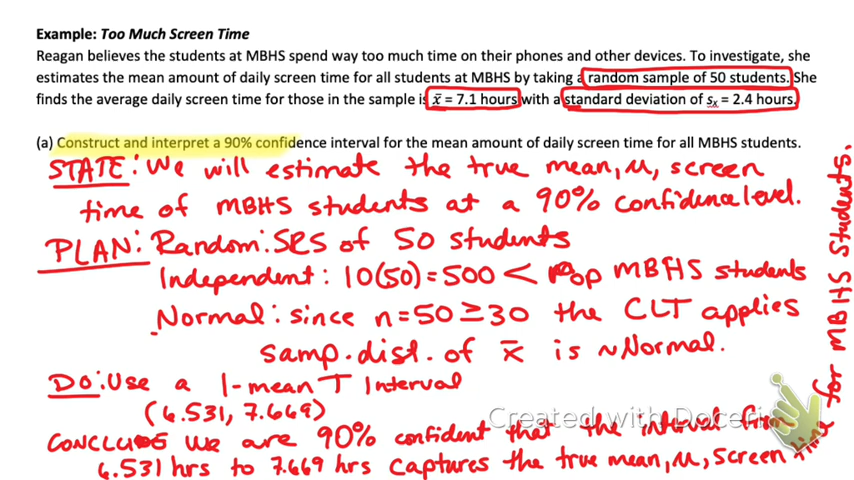 Example: Too Much Screen Time
Reagan believes the students at MBHS spend way too much time on their phones and other devices. To investigate, she
estimates the mean amount of daily screen time for all students at MBHS by taking a random sample of 50 students. She
finds the average daily screen time for those in the sample is x̄ = 7.1 hours with a standard deviation of sₓ = 2.4 hours.
(a) Construct and interpret a 90% confidence interval for the mean amount of daily screen time for all MBHS students.
STATE: We will estimate the true mean, μ, screen
time of MBHS students at a 90% confidence level.
PLAN: Random: SRS of 50 students
Independent: 10(50) = 500 < Pop MBHS students
Normal: since n = 50 ≥ 30 the CLT applies
samp. dist. of x̄ is ~Normal.
DO: Use a 1-mean T Interval
(6.531, 7.669)
CONCLUDE We are 90% confident that the interval from
6.531 hrs to 7.669 hrs captures the true mean, μ, screen
time for MBHS students.
Created with Doceri